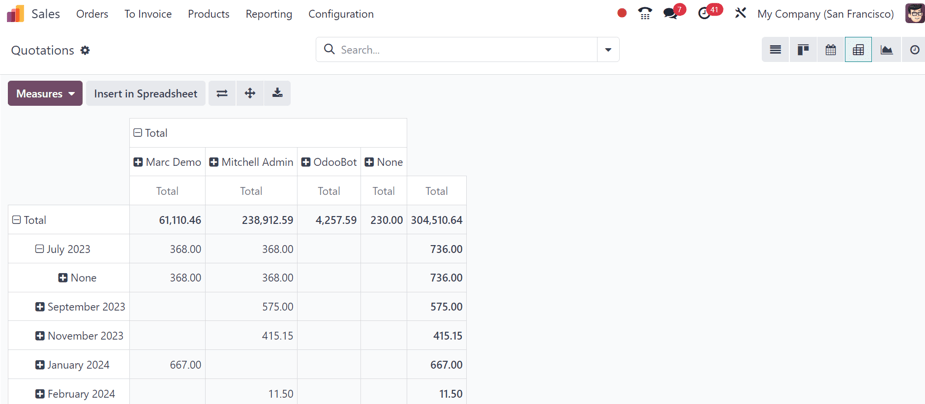 Sales Orders To Invoice Products Reporting Configuration 7 41 My Company (San Francisco)
Quotations Search...
Measures Insert in Spreadsheet
Total
Marc Demo Mitchell Admin OdooBot None
Total Total Total Total Total
Total 61,110.46 238,912.59 4,257.59 230.00 304,510.64
July 2023 368.00 368.00 736.00
None 368.00 368.00 736.00
September 2023 575.00 575.00
November 2023 415.15 415.15
January 2024 667.00 667.00
February 2024 11.50 11.50